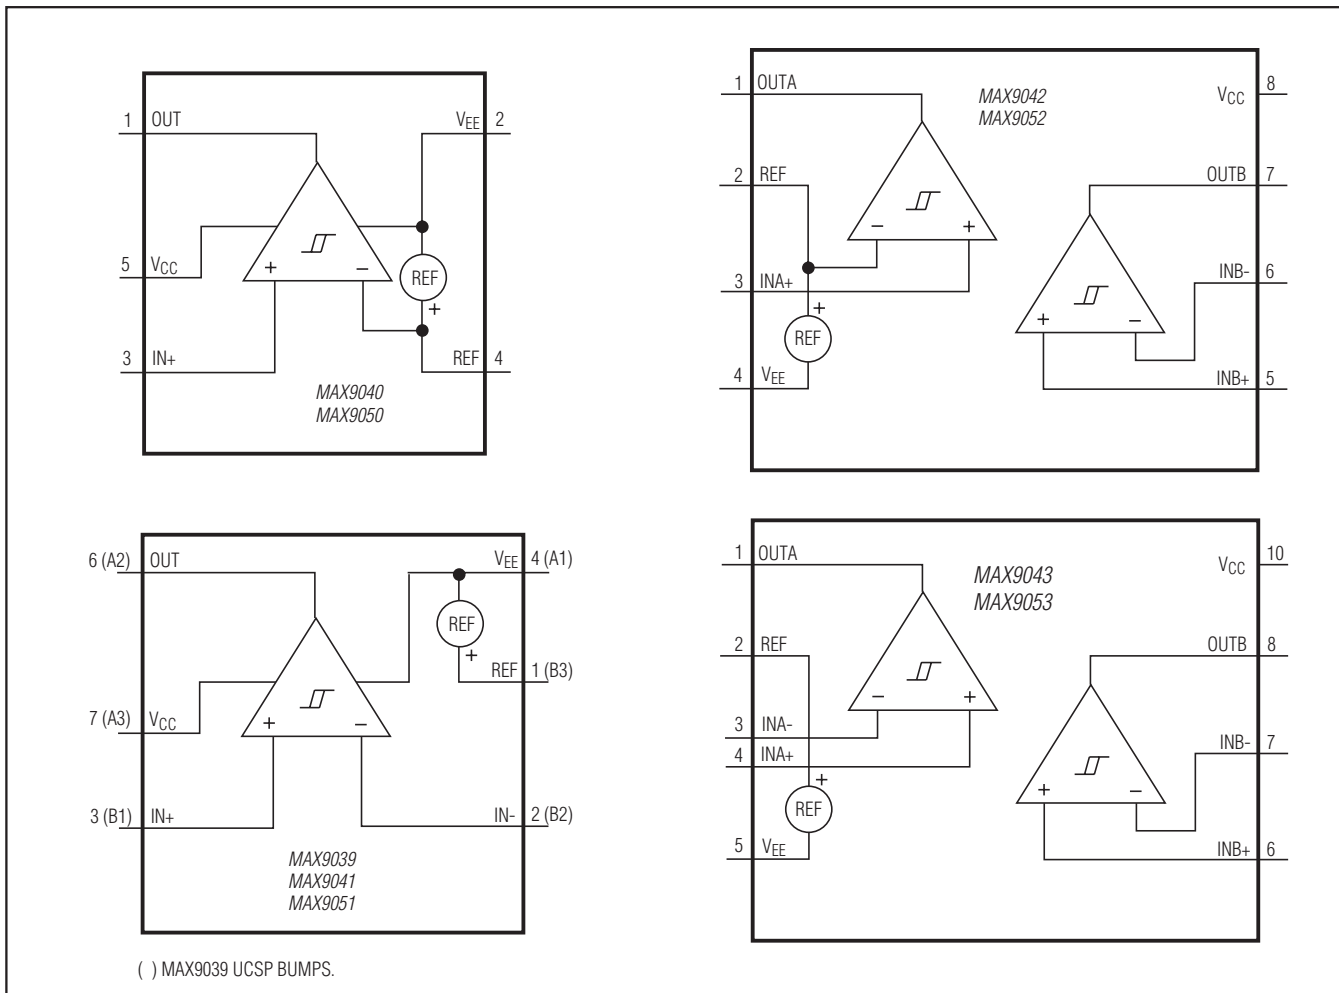 1 OUT
VEE 2
5 VCC
REF
+
+ −
3 IN+
REF 4
MAX9040
MAX9050
1 OUTA
MAX9042
MAX9052
VCC 8
2 REF
OUTB 7
− +
3 INA+
INB- 6
+
REF
+ −
4 VEE
INB+ 5
6 (A2) OUT
VEE 4 (A1)
REF
+
REF 1 (B3)
7 (A3) VCC
+ −
3 (B1) IN+
IN- 2 (B2)
MAX9039
MAX9041
MAX9051
1 OUTA
MAX9043
MAX9053
VCC 10
2 REF
OUTB 8
− +
3 INA-
4 INA+
INB- 7
+
REF
+ −
5 VEE
INB+ 6
( ) MAX9039 UCSP BUMPS.